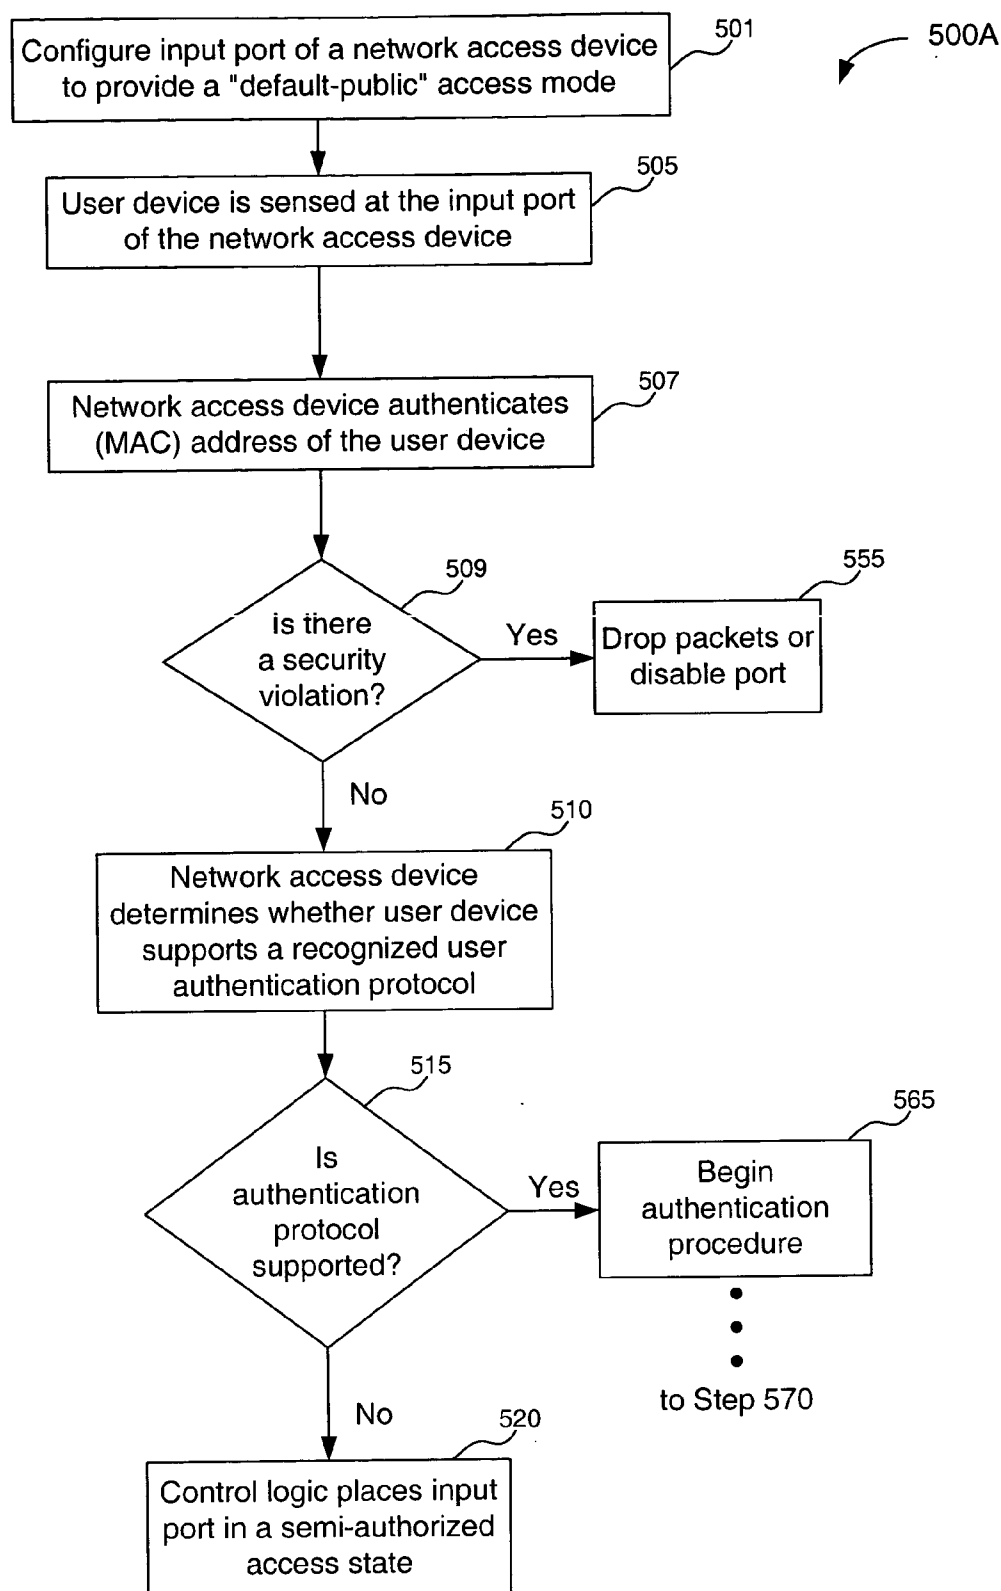 500A
501
Configure input port of a network access device
to provide a "default-public" access mode
505
User device is sensed at the input port
of the network access device
507
Network access device authenticates
(MAC) address of the user device
509
is there
a security
violation?
Yes
555
Drop packets or
disable port
No
510
Network access device
determines whether user device
supports a recognized user
authentication protocol
515
Is
authentication
protocol
supported?
Yes
565
Begin
authentication
procedure
to Step 570
No
520
Control logic places input
port in a semi-authorized
access state